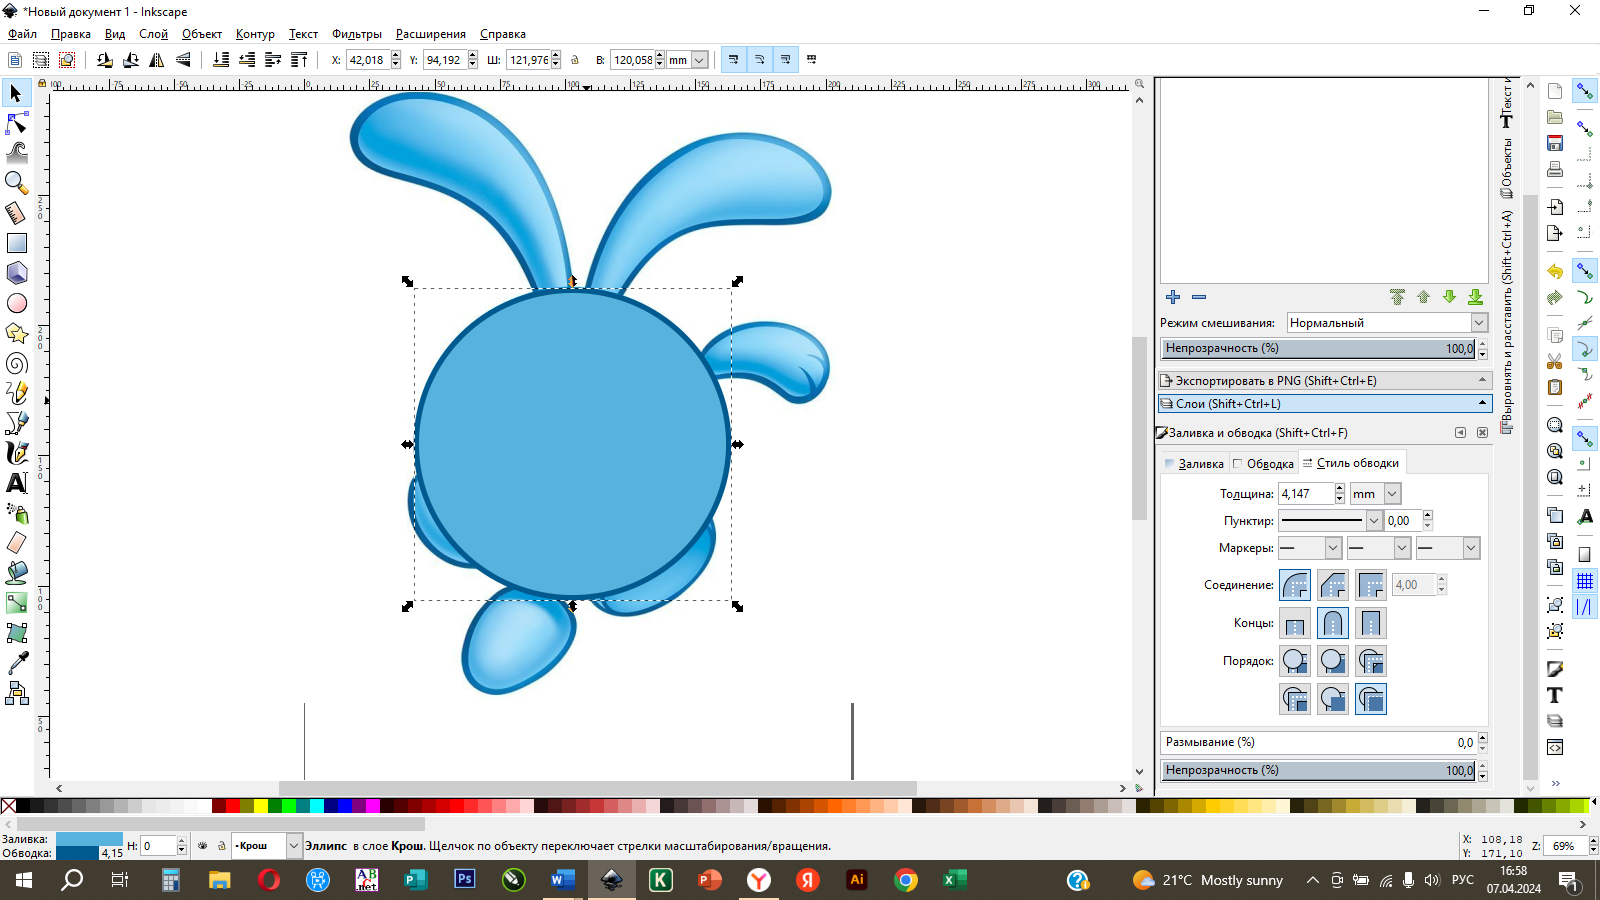 *Новый документ 1 - Inkscape
Файл Правка Вид Слой Объект Контур Текст Фильтры Расширения Справка
X: 42,018 Y: 94,192 Ш: 121,976 В: 120,058 mm
Текст и
Объекты
Выровнять и расставить (Shift+Ctrl+A)
Режим смешивания: Нормальный
Непрозрачность (%) 100,0
Экспортировать в PNG (Shift+Ctrl+E)
Слои (Shift+Ctrl+L)
Заливка и обводка (Shift+Ctrl+F)
Заливка Обводка Стиль обводки
Толщина: 4,147 mm
Пунктир: 0,00
Маркеры:
Соединение: 4,00
Концы:
Порядок:
Размывание (%) 0,0
Непрозрачность (%) 100,0
Заливка: Н: 0 •Крош Эллипс в слое Крош. Щелчок по объекту переключает стрелки масштабирования/вращения.
Обводка: 4,15
X: 108,18
Y: 171,10
Z: 69%
21°C Mostly sunny РУС 16:58
07.04.2024